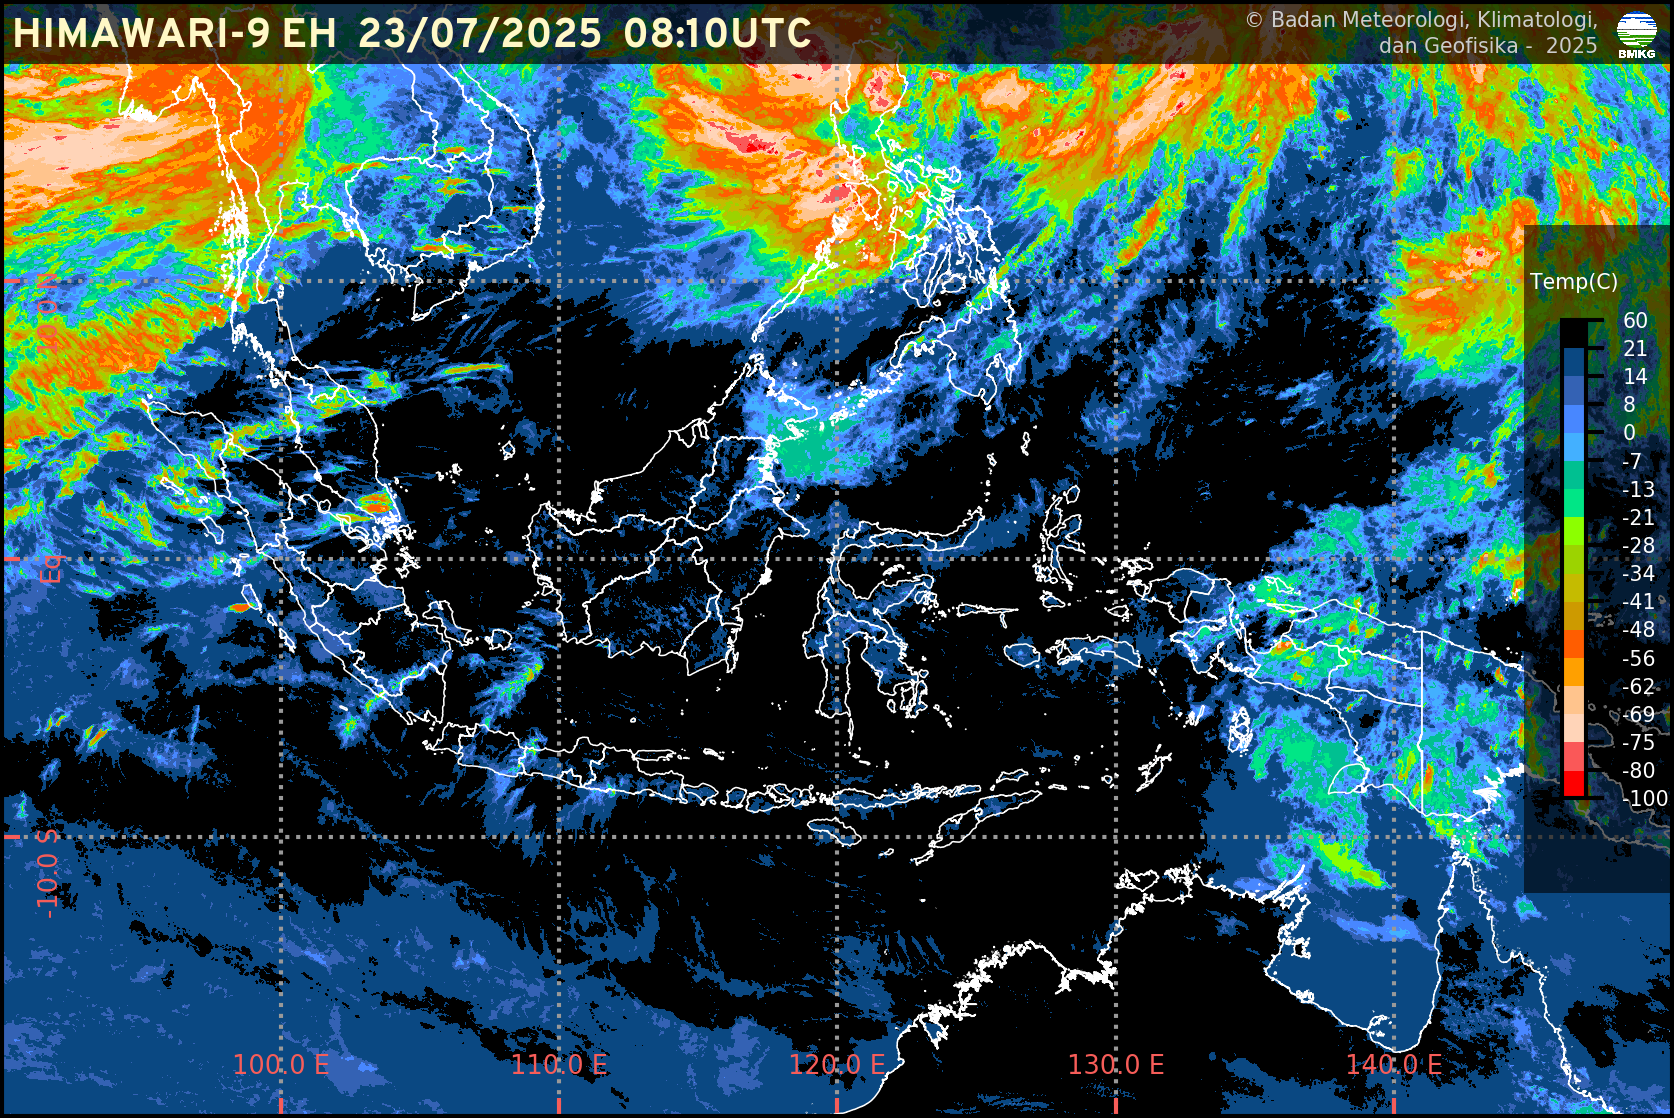 HIMAWARI-9 EH 23/07/2025 08:10UTC
© Badan Meteorologi, Klimatologi,
dan Geofisika - 2025
BMKG
Temp(C)
60
21
14
8
0
-7
-13
-21
-28
-34
-41
-48
-56
-62
-69
-75
-80
-100
10.0 N
Eq
-10.0 S
100.0 E
110.0 E
120.0 E
130.0 E
140.0 E